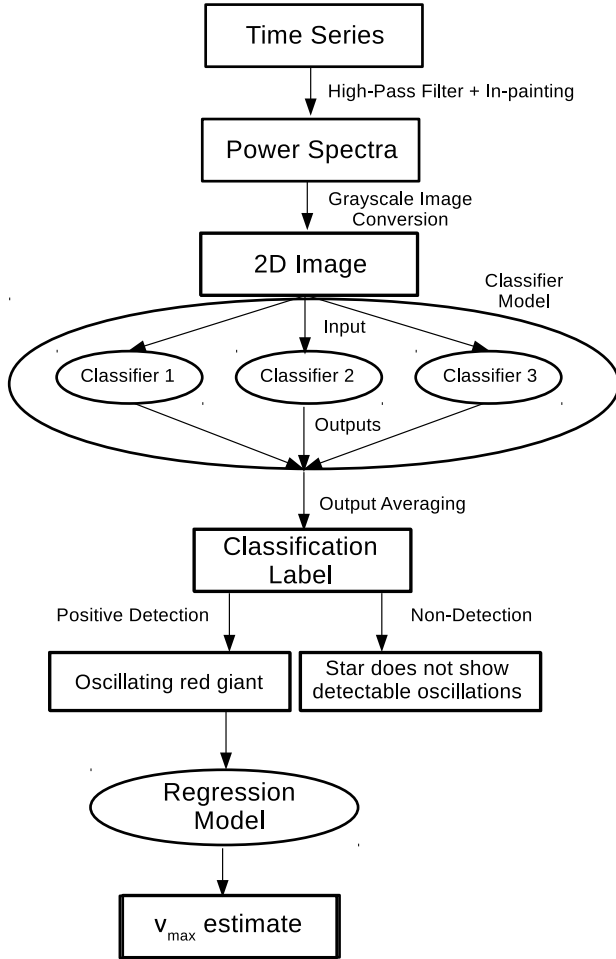 Time Series
High-Pass Filter + In-painting
Power Spectra
Grayscale Image
Conversion
2D Image
Classifier
Model
Input
Classifier 1
Classifier 2
Classifier 3
Outputs
Output Averaging
Classification
Label
Positive Detection
Non-Detection
Oscillating red giant
Star does not show
detectable oscillations
Regression
Model
vmax estimate